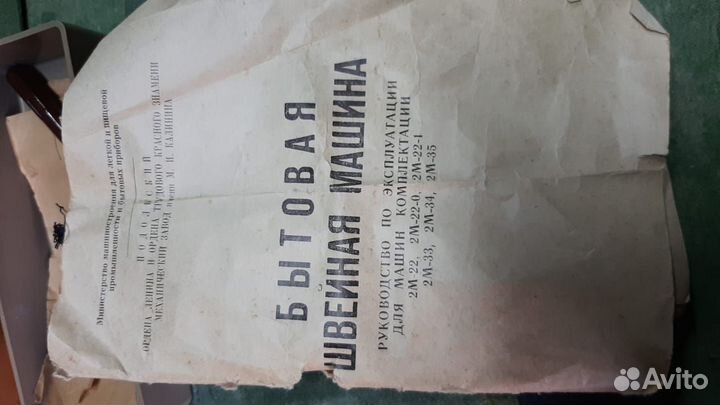 Министерство машиностроения для легкой и пищевой
промышленности и бытовых приборов
ПОДОЛЬСКИЙ
ОРДЕНА ЛЕНИНА И ОРДЕНА ТРУДОВОГО КРАСНОГО ЗНАМЕНИ
МЕХАНИЧЕСКИЙ ЗАВОД имени М. И. КАЛИНИНА
БЫТОВАЯ
ШВЕЙНАЯ МАШИНА
РУКОВОДСТВО ПО ЭКСПЛУАТАЦИИ
ДЛЯ МАШИН КОМПЛЕКТАЦИИ
2М-22, 2М-22-0, 2М-22-1
2М-33, 2М-34, 2М-35
Avito